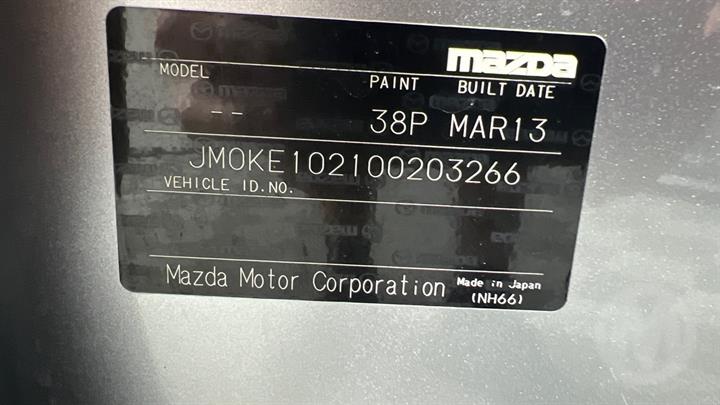 mazda
MODEL PAINT BUILT DATE
-- 38P MAR13
JM0KE102100203266
VEHICLE ID.NO.
Mazda Motor Corporation Made in Japan
(NH66)